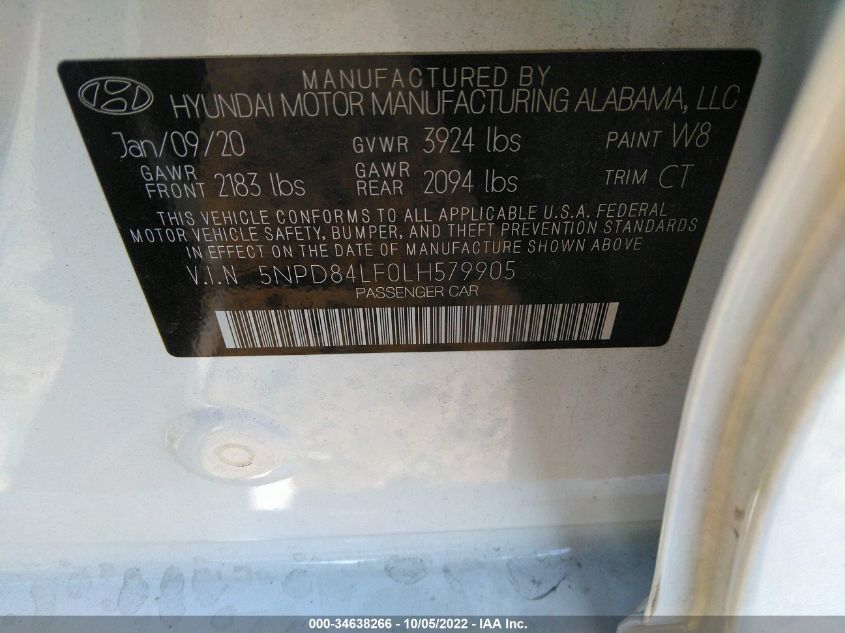 MANUFACTURED BY
HYUNDAI MOTOR MANUFACTURING ALABAMA, LLC
Jan/09/20 GVWR 3924 lbs PAINT W8
GAWR FRONT 2183 lbs GAWR REAR 2094 lbs TRIM CT
THIS VEHICLE CONFORMS TO ALL APPLICABLE U.S.A. FEDERAL
MOTOR VEHICLE SAFETY, BUMPER, AND THEFT PREVENTION STANDARDS
IN EFFECT ON THE DATE OF MANUFACTURE SHOWN ABOVE
V.I.N 5NPD84LF0LH579905
PASSENGER CAR
000-34638266 - 10/05/2022 - IAA Inc.